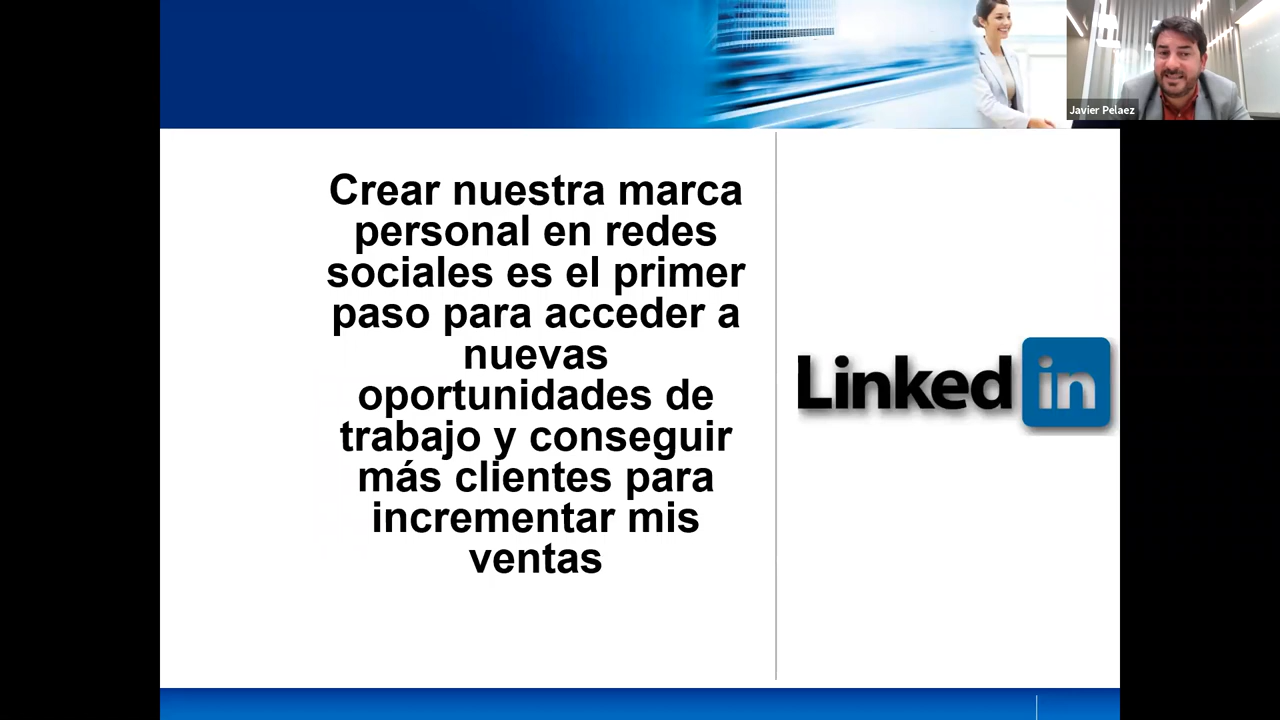 Javier Pelaez
Crear nuestra marca
personal en redes
sociales es el primer
paso para acceder a
nuevas
oportunidades de
trabajo y conseguir
más clientes para
incrementar mis
ventas
Linked in